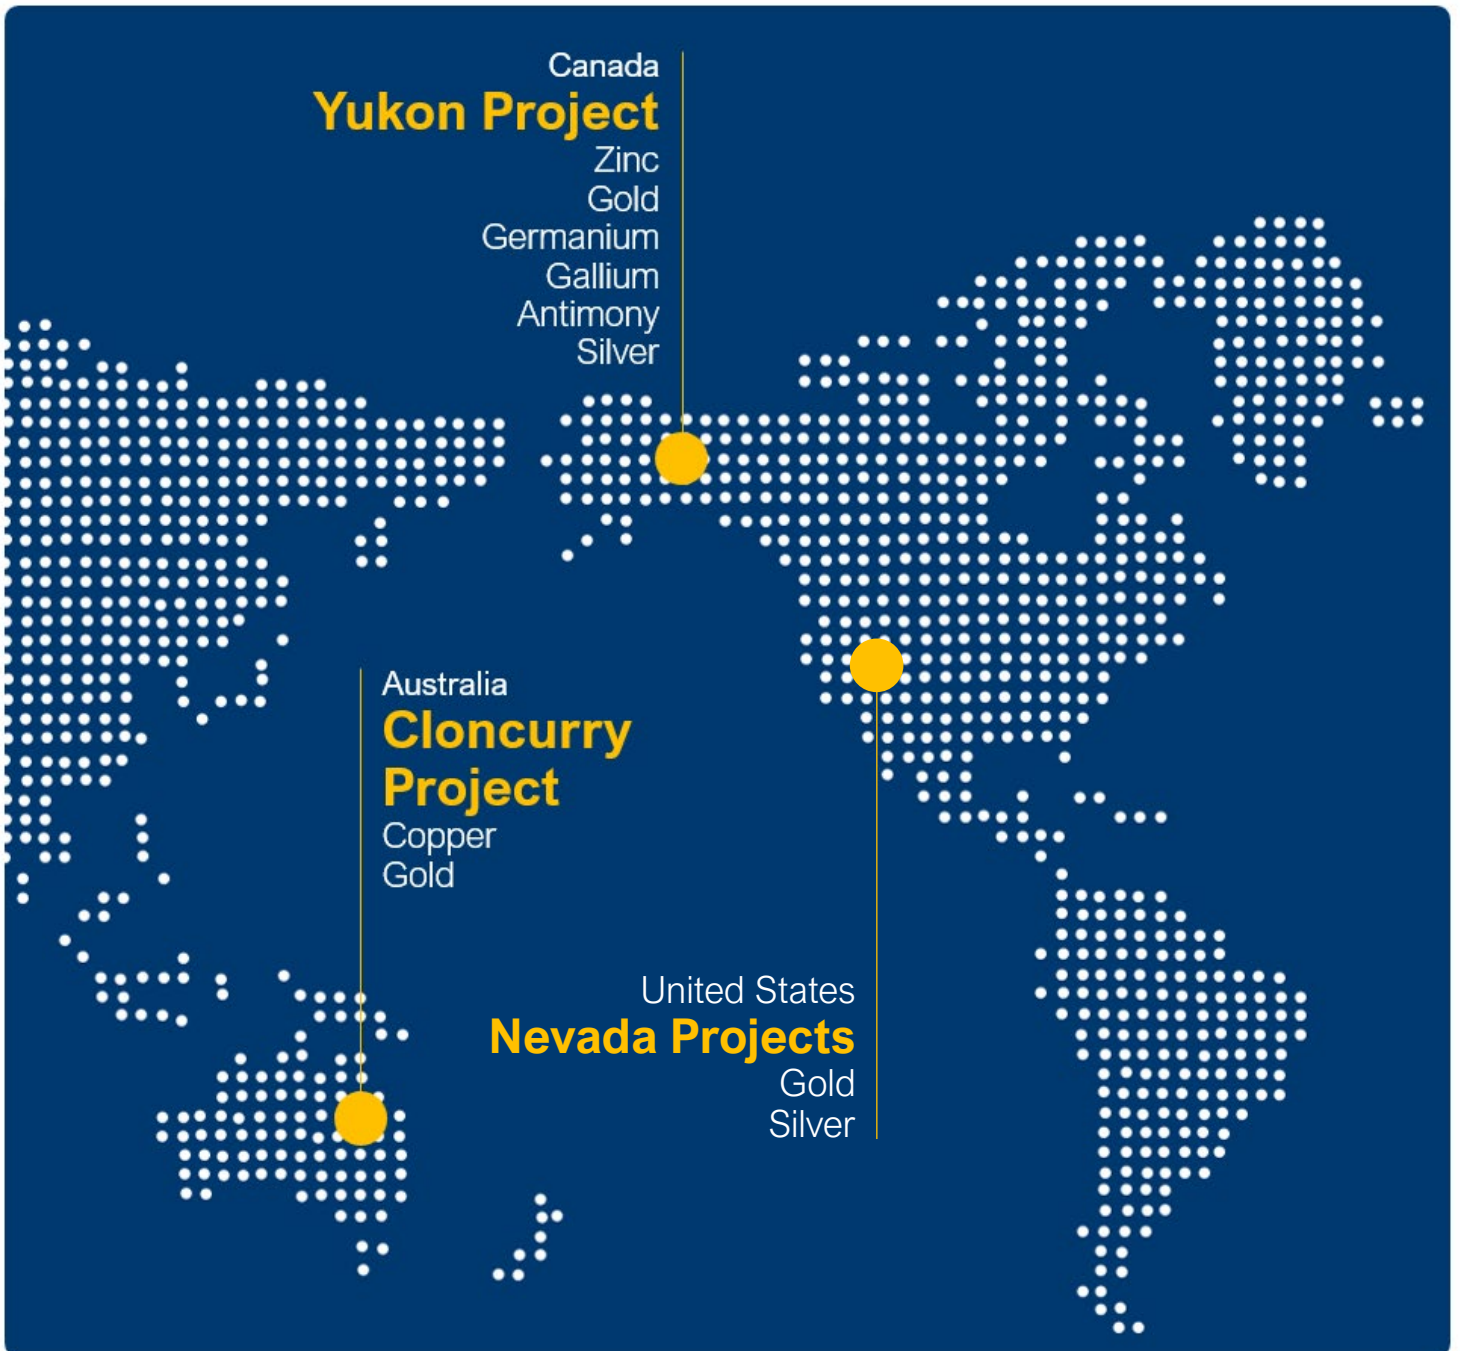 Canada
Yukon Project
Zinc
Gold
Germanium
Gallium
Antimony
Silver
Australia
Cloncurry
Project
Copper
Gold
United States
Nevada Projects
Gold
Silver